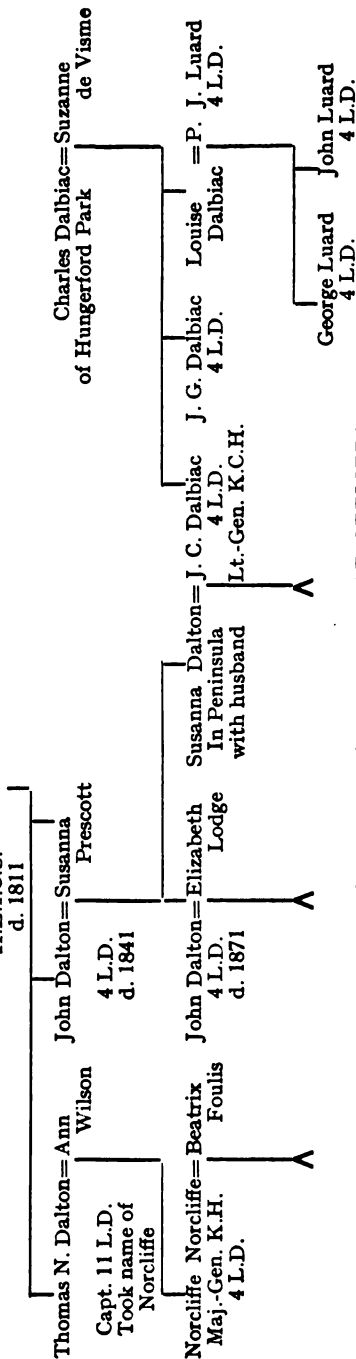 d. 1811
Thomas N. Dalton=Ann Wilson
John Dalton=Susanna Prescott
Charles Dalbiac=Suzanne de Visme
of Hungerford Park
Capt. 11 L.D.
Took name of
Norcliffe
4 L.D.
d. 1841
Norcliffe Norcliffe=Beatrix Foulis
Maj.-Gen. K.H.
4 L.D.
John Dalton=Elizabeth Lodge
4 L.D.
d. 1871
Susanna Dalton=J. C. Dalbiac
In Peninsula
with husband
4 L.D.
Lt.-Gen. K.C.H.
J. G. Dalbiac
4 L.D.
Louise Dalbiac
=P. J. Luard
4 L.D.
George Luard
4 L.D.
John Luard
4 L.D.